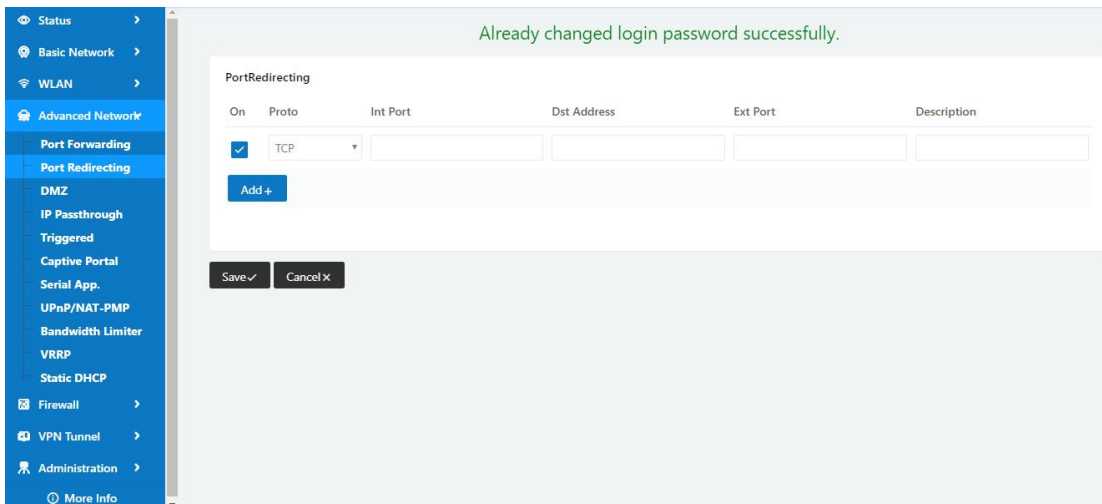 Status
Basic Network
WLAN
Advanced Network
Port Forwarding
Port Redirecting
DMZ
IP Passthrough
Triggered
Captive Portal
Serial App.
UPnP/NAT-PMP
Bandwidth Limiter
VRRP
Static DHCP
Firewall
VPN Tunnel
Administration
More Info
Already changed login password successfully.
PortRedirecting
On Proto Int Port Dst Address Ext Port Description
TCP
Add +
Save Cancel